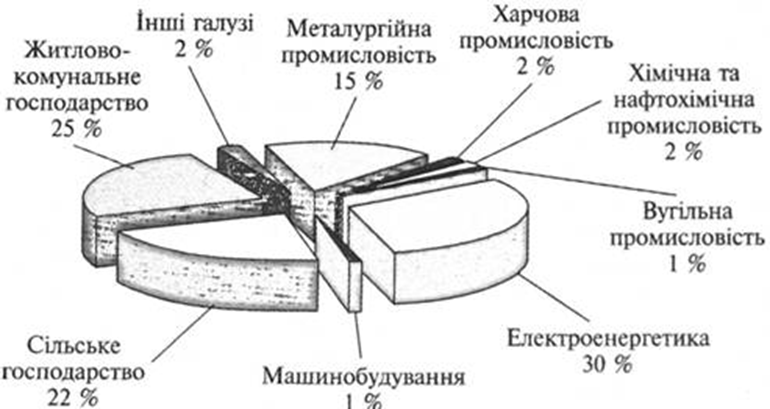 Інші галузі
2 %
Металургійна
промисловість
15 %
Харчова
промисловість
2 %
Житлово-
комунальне
господарство
25 %
Хімічна та
нафтохімічна
промисловість
2 %
Вугільна
промисловість
1 %
Електроенергетика
30 %
Сільське
господарство
22 %
Машинобудування
1 %